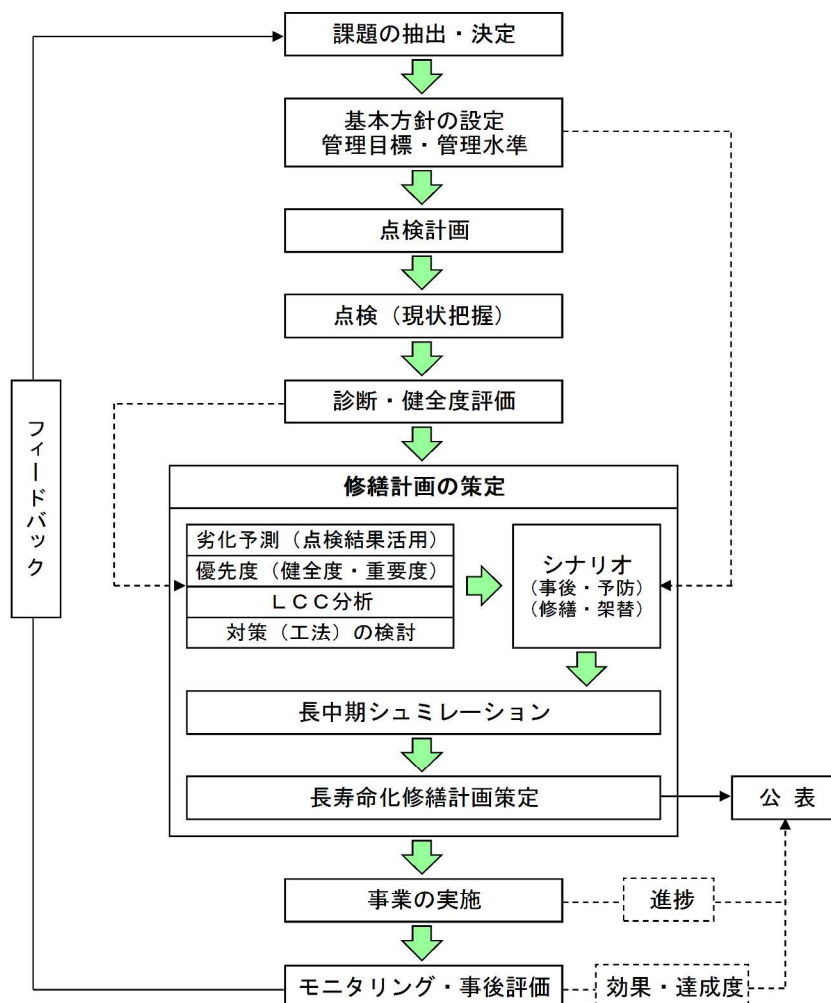 課題の抽出・決定
基本方針の設定
管理目標・管理水準
点検計画
点検（現状把握）
診断・健全度評価
フィードバック
修繕計画の策定
劣化予測（点検結果活用）
優先度（健全度・重要度）
ＬＣＣ分析
対策（工法）の検討
シナリオ
（事後・予防）
（修繕・架替）
長中期シュミレーション
長寿命化修繕計画策定
公 表
事業の実施
進捗
モニタリング・事後評価
効果・達成度